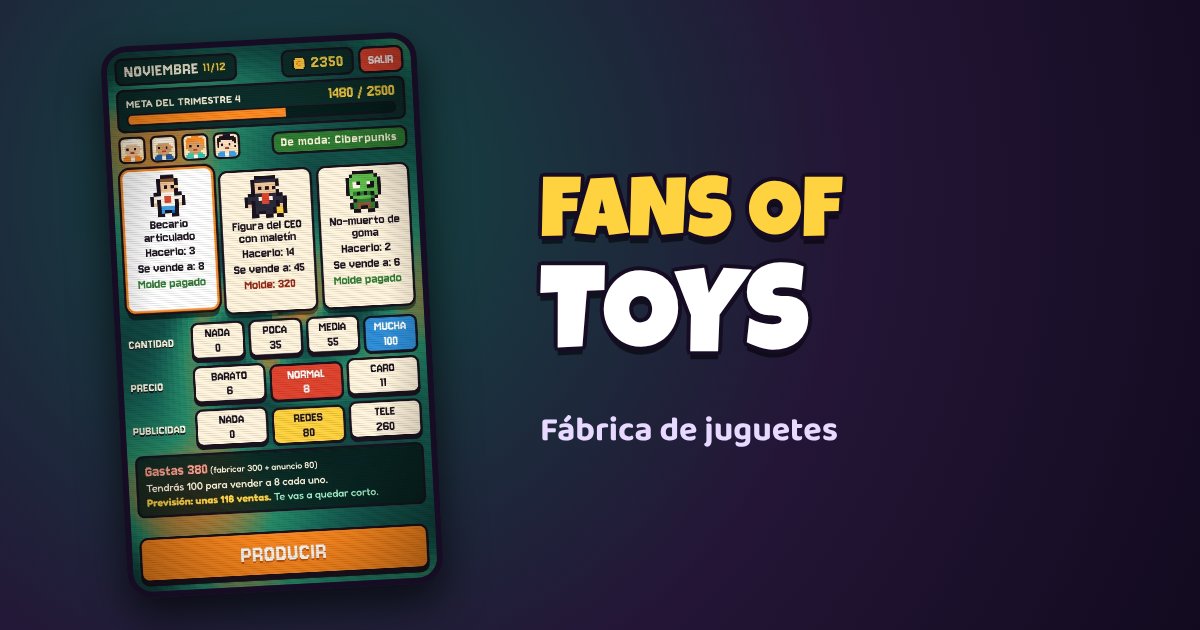 NOVIEMBRE 11/12
2350
SALIR
META DEL TRIMESTRE 4
1480 / 2500
De moda: Ciberpunks
Becario
articulado
Hacerlo: 3
Se vende a: 8
Molde pagado
Figura del CEO
con maletín
Hacerlo: 14
Se vende a: 45
Molde: 320
No-muerto de
goma
Hacerlo: 2
Se vende a: 6
Molde pagado
CANTIDAD
NADA
0
POCA
35
MEDIA
55
MUCHA
100
PRECIO
BARATO
6
NORMAL
8
CARO
11
PUBLICIDAD
NADA
0
REDES
80
TELE
260
Gastas 380 (fabricar 300 + anuncio 80)
Tendrás 100 para vender a 8 cada uno.
Previsión: unas 118 ventas. Te vas a quedar corto.
PRODUCIR
FANS OF
TOYS
Fábrica de juguetes